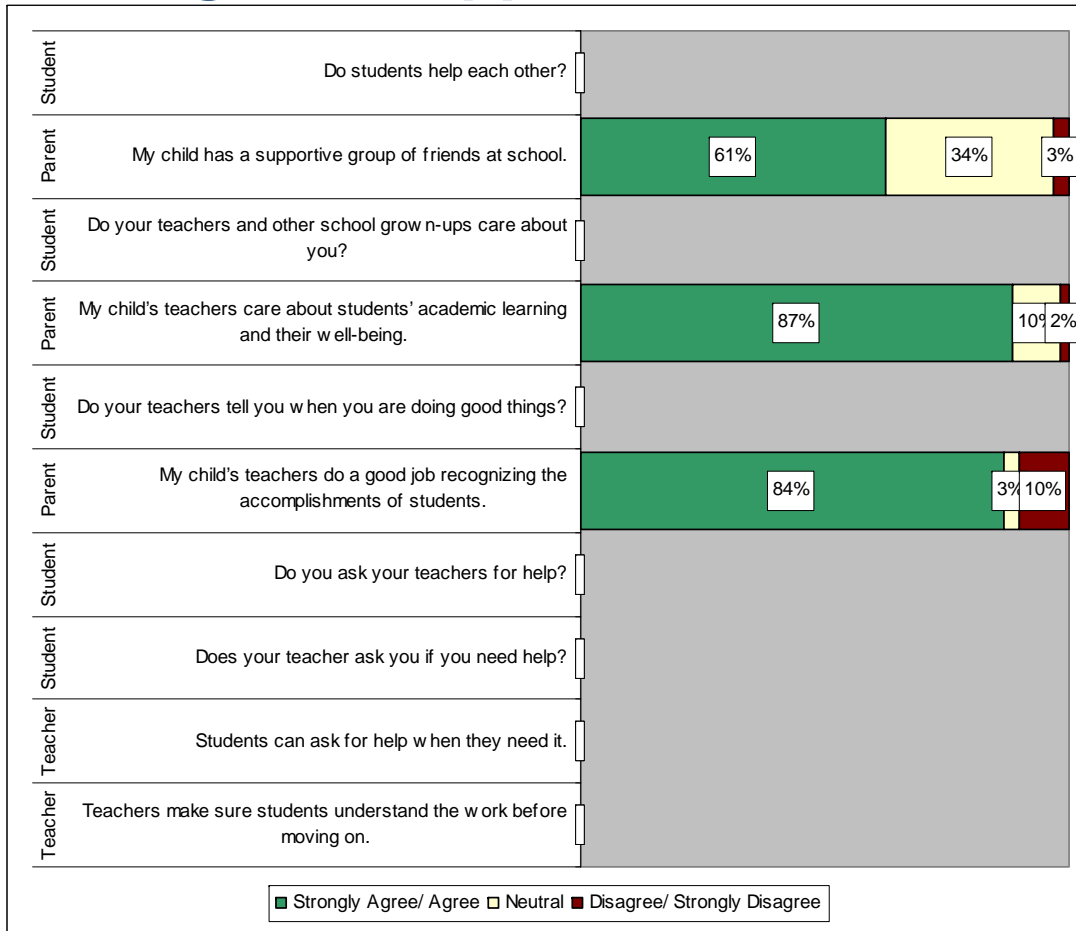 Student
Do students help each other?
Parent
My child has a supportive group of friends at school.
61%
34%
3%
Student
Do your teachers and other school grown-ups care about
you?
Parent
My child's teachers care about students' academic learning
and their well-being.
87%
10%
2%
Student
Do your teachers tell you when you are doing good things?
Parent
My child's teachers do a good job recognizing the
accomplishments of students.
84%
3%
10%
Student
Do you ask your teachers for help?
Student
Does your teacher ask you if you need help?
Teacher
Students can ask for help when they need it.
Teacher
Teachers make sure students understand the work before
moving on.
Strongly Agree/ Agree
Neutral
Disagree/ Strongly Disagree